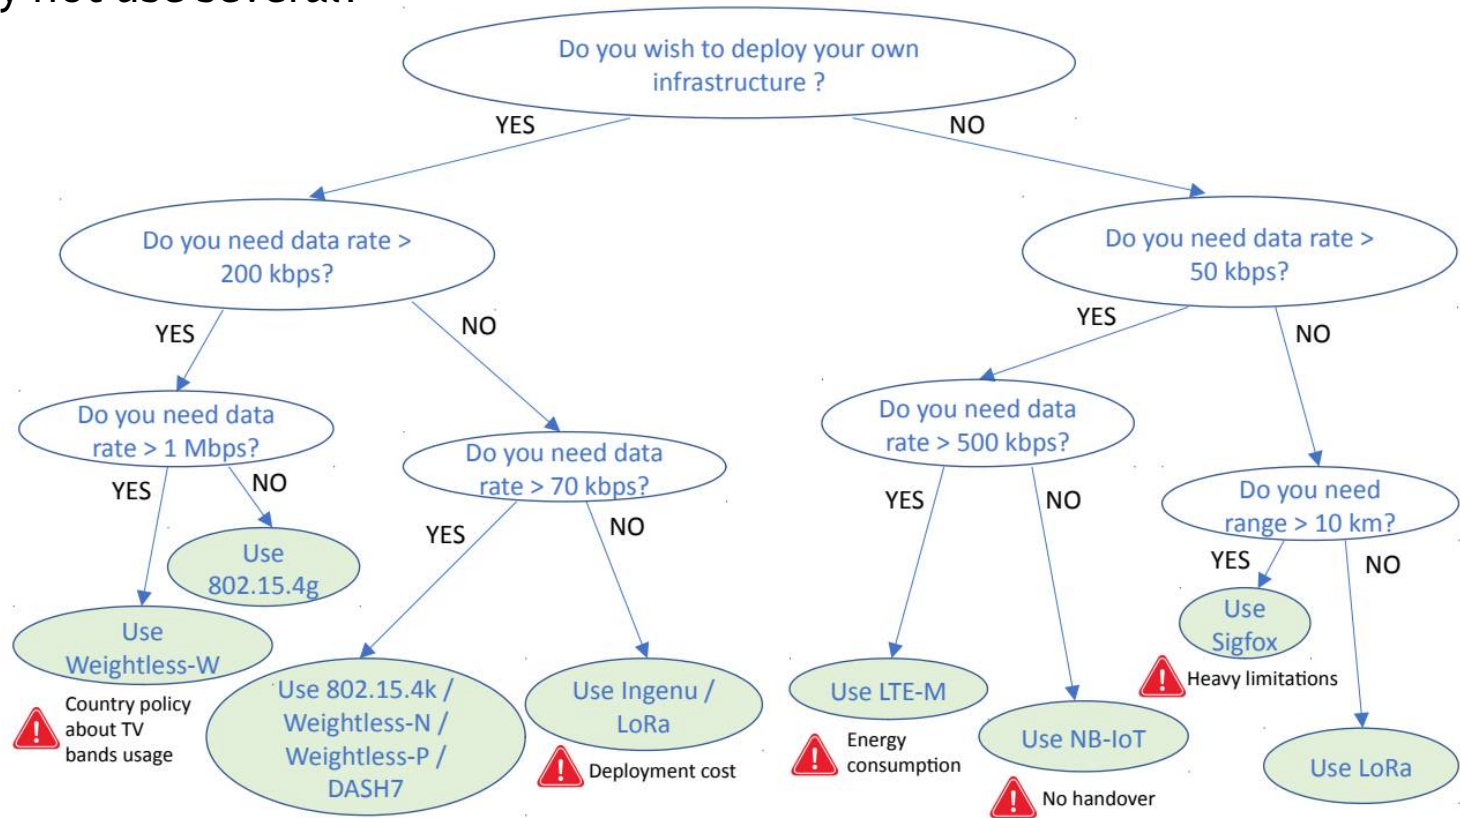 not use several?
Do you wish to deploy your own
infrastructure ?
YES
NO
Do you need data rate >
200 kbps?
Do you need data rate >
50 kbps?
YES
NO
YES
NO
Do you need data
rate > 1 Mbps?
Do you need data
rate > 70 kbps?
Do you need data
rate > 500 kbps?
Do you need
range > 10 km?
YES
NO
YES
NO
YES
NO
YES
NO
Use
802.15.4g
Use
Weightless-W
Country policy
about TV
bands usage
Use 802.15.4k /
Weightless-N /
Weightless-P /
DASH7
Use Ingenu /
LoRa
Deployment cost
Use LTE-M
Energy
consumption
Use NB-IoT
No handover
Use
Sigfox
Heavy limitations
Use LoRa